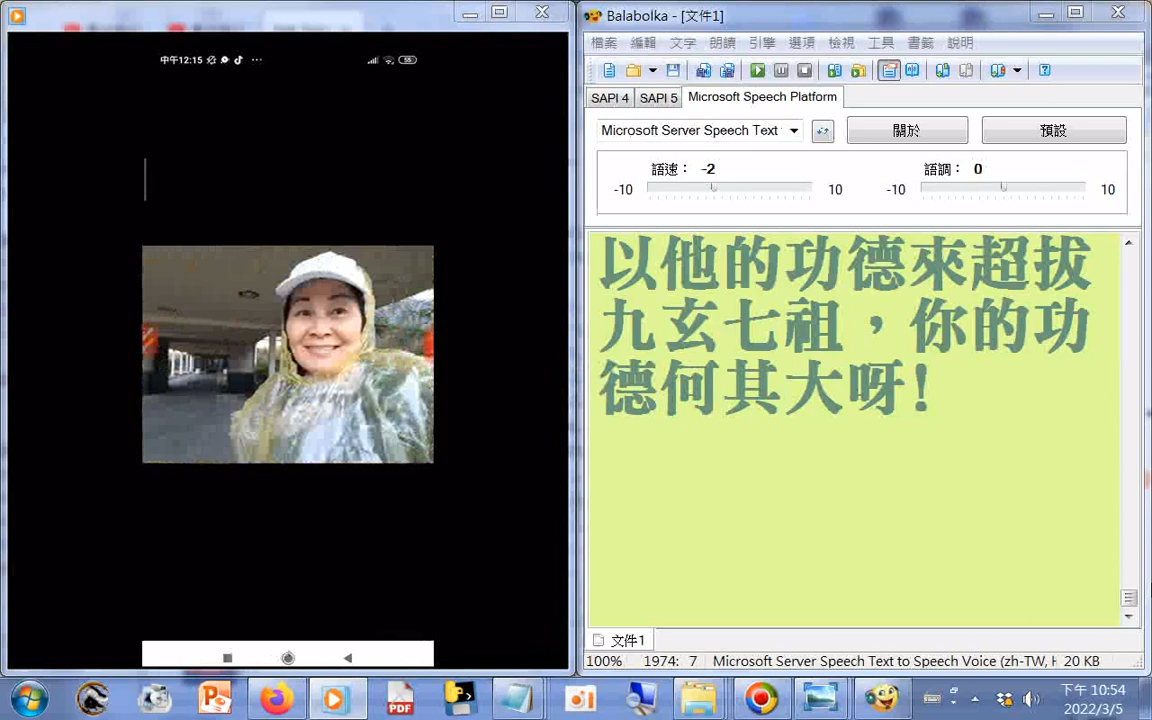 中午12:15
55
Balabolka - [文件1]
檔案 編輯 文字 朗讀 引擎 選項 檢視 工具 書籤 說明
SAPI 4 SAPI 5 Microsoft Speech Platform
Microsoft Server Speech Text
關於
預設
語速： -2
語調： 0
-10 10 -10 10
以他的功德來超拔
九玄七祖，你的功
德何其大呀！
文件1
100% 1974: 7 Microsoft Server Speech Text to Speech Voice (zh-TW, H 20 KB
PDF
下午 10:54
2022/3/5